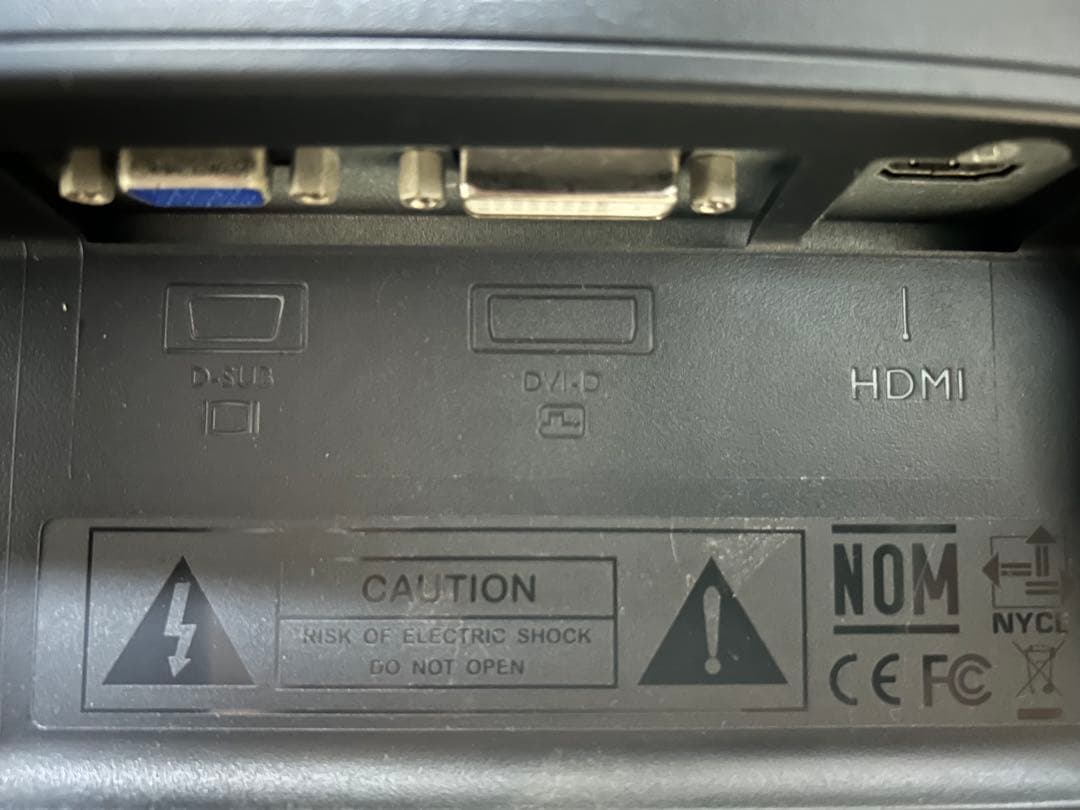 D-SUB
DVI-D
HDMI
CAUTION
RISK OF ELECTRIC SHOCK
DO NOT OPEN
NOM
NYCE
CE FC